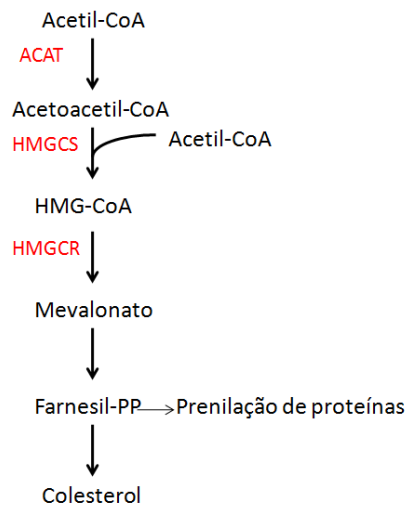 Acetil-CoA
ACAT
Acetoacetil-CoA
HMGCS
Acetil-CoA
HMG-CoA
HMGCR
Mevalonato
Farnesil-PP
Prenilação de proteínas
Colesterol